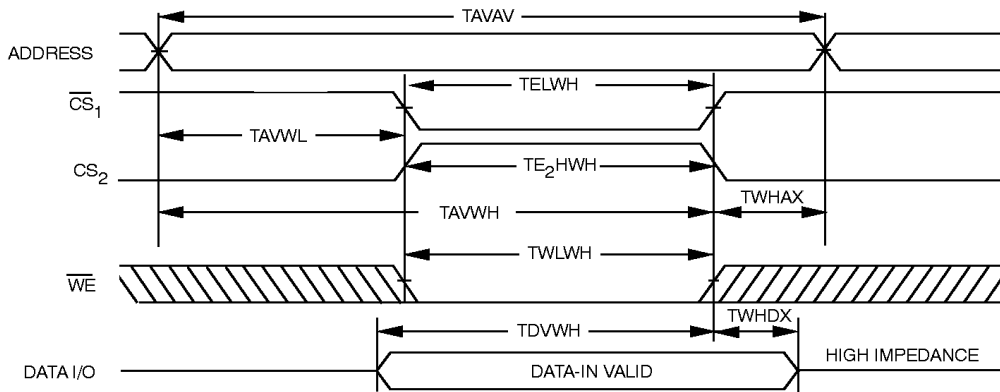 TAVAV
ADDRESS
TELWH
CS1
TAVWL
CS2
TE2HWH
TWHAX
TAVWH
TWLWH
WE
TWHDX
TDVWH
DATA I/O
DATA-IN VALID
HIGH IMPEDANCE